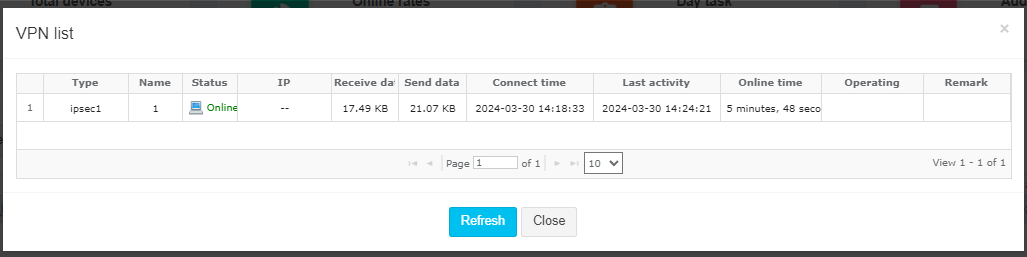 Total devices Online rates Day task Add
VPN list ×
Type Name Status IP Receive dat Send data Connect time Last activity Online time Operating Remark
1 ipsec1 1 Online -- 17.49 KB 21.07 KB 2024-03-30 14:18:33 2024-03-30 14:24:21 5 minutes, 48 seco
Page 1 of 1 10 View 1 - 1 of 1
Refresh Close